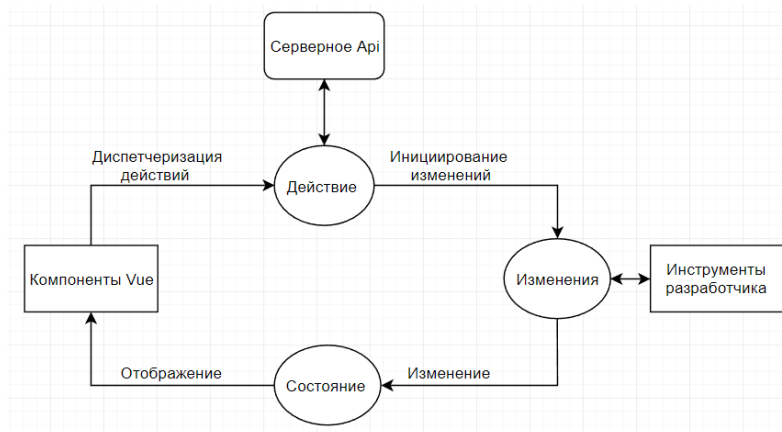 Серверное Api
Диспетчеризация
действий
Действие
Инициирование
изменений
Компоненты Vue
Изменения
Инструменты
разработчика
Отображение
Состояние
Изменение